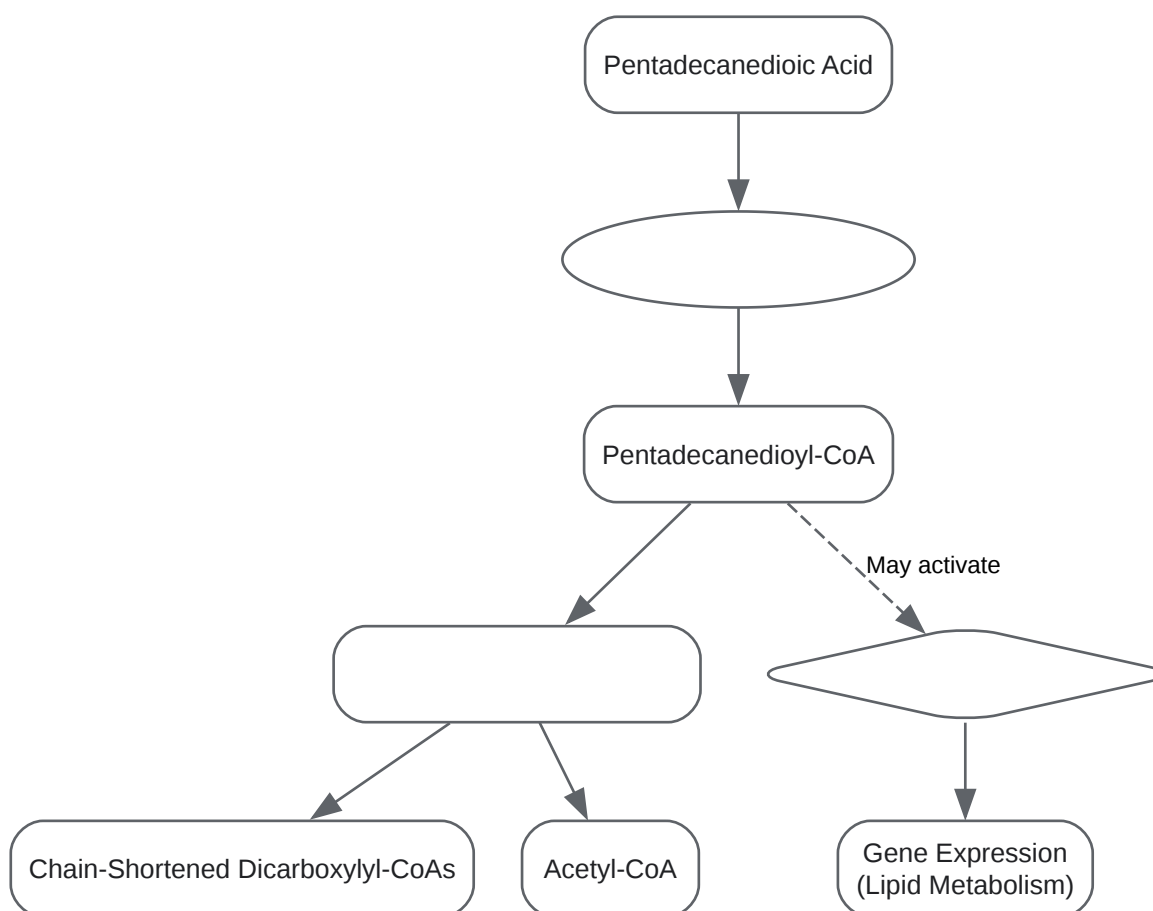 Pentadecanedioic Acid
Pentadecanedioyl-CoA
May activate
Chain-Shortened Dicarboxylyl-CoAs
Acetyl-CoA
Gene Expression
(Lipid Metabolism)